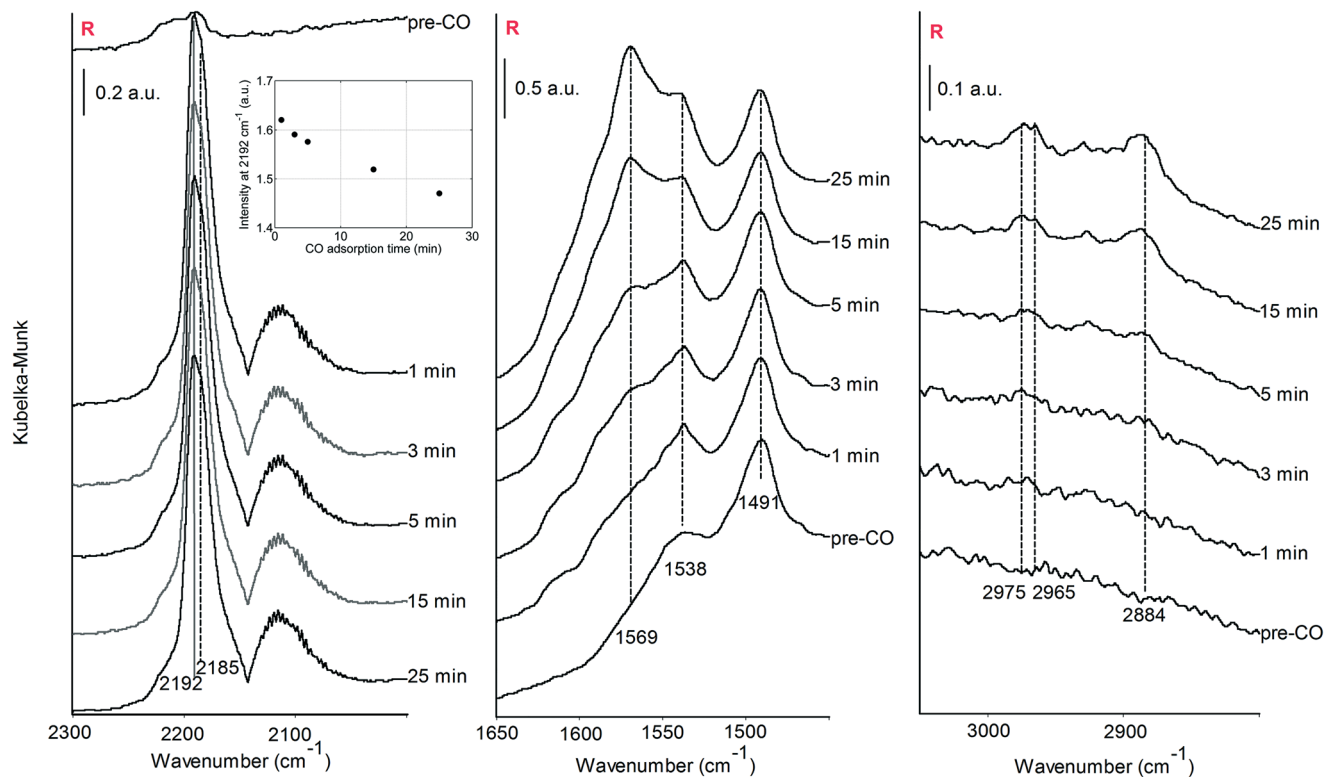 Kubelka-Munk
R
pre-CO
0.2 a.u.
1.7
1.6
1.5
1.4
Intensity at 2192 cm⁻¹ (a.u.)
0 10 20 30
CO adsorption time (min)
1 min
3 min
5 min
15 min
25 min
2192
2185
2300 2200 2100
Wavenumber (cm⁻¹)
R
0.5 a.u.
25 min
15 min
5 min
3 min
1 min
pre-CO
1491
1538
1569
1650 1600 1550 1500
Wavenumber (cm⁻¹)
R
0.1 a.u.
25 min
15 min
5 min
3 min
1 min
pre-CO
2975 2965 2884
3000 2900
Wavenumber (cm⁻¹)